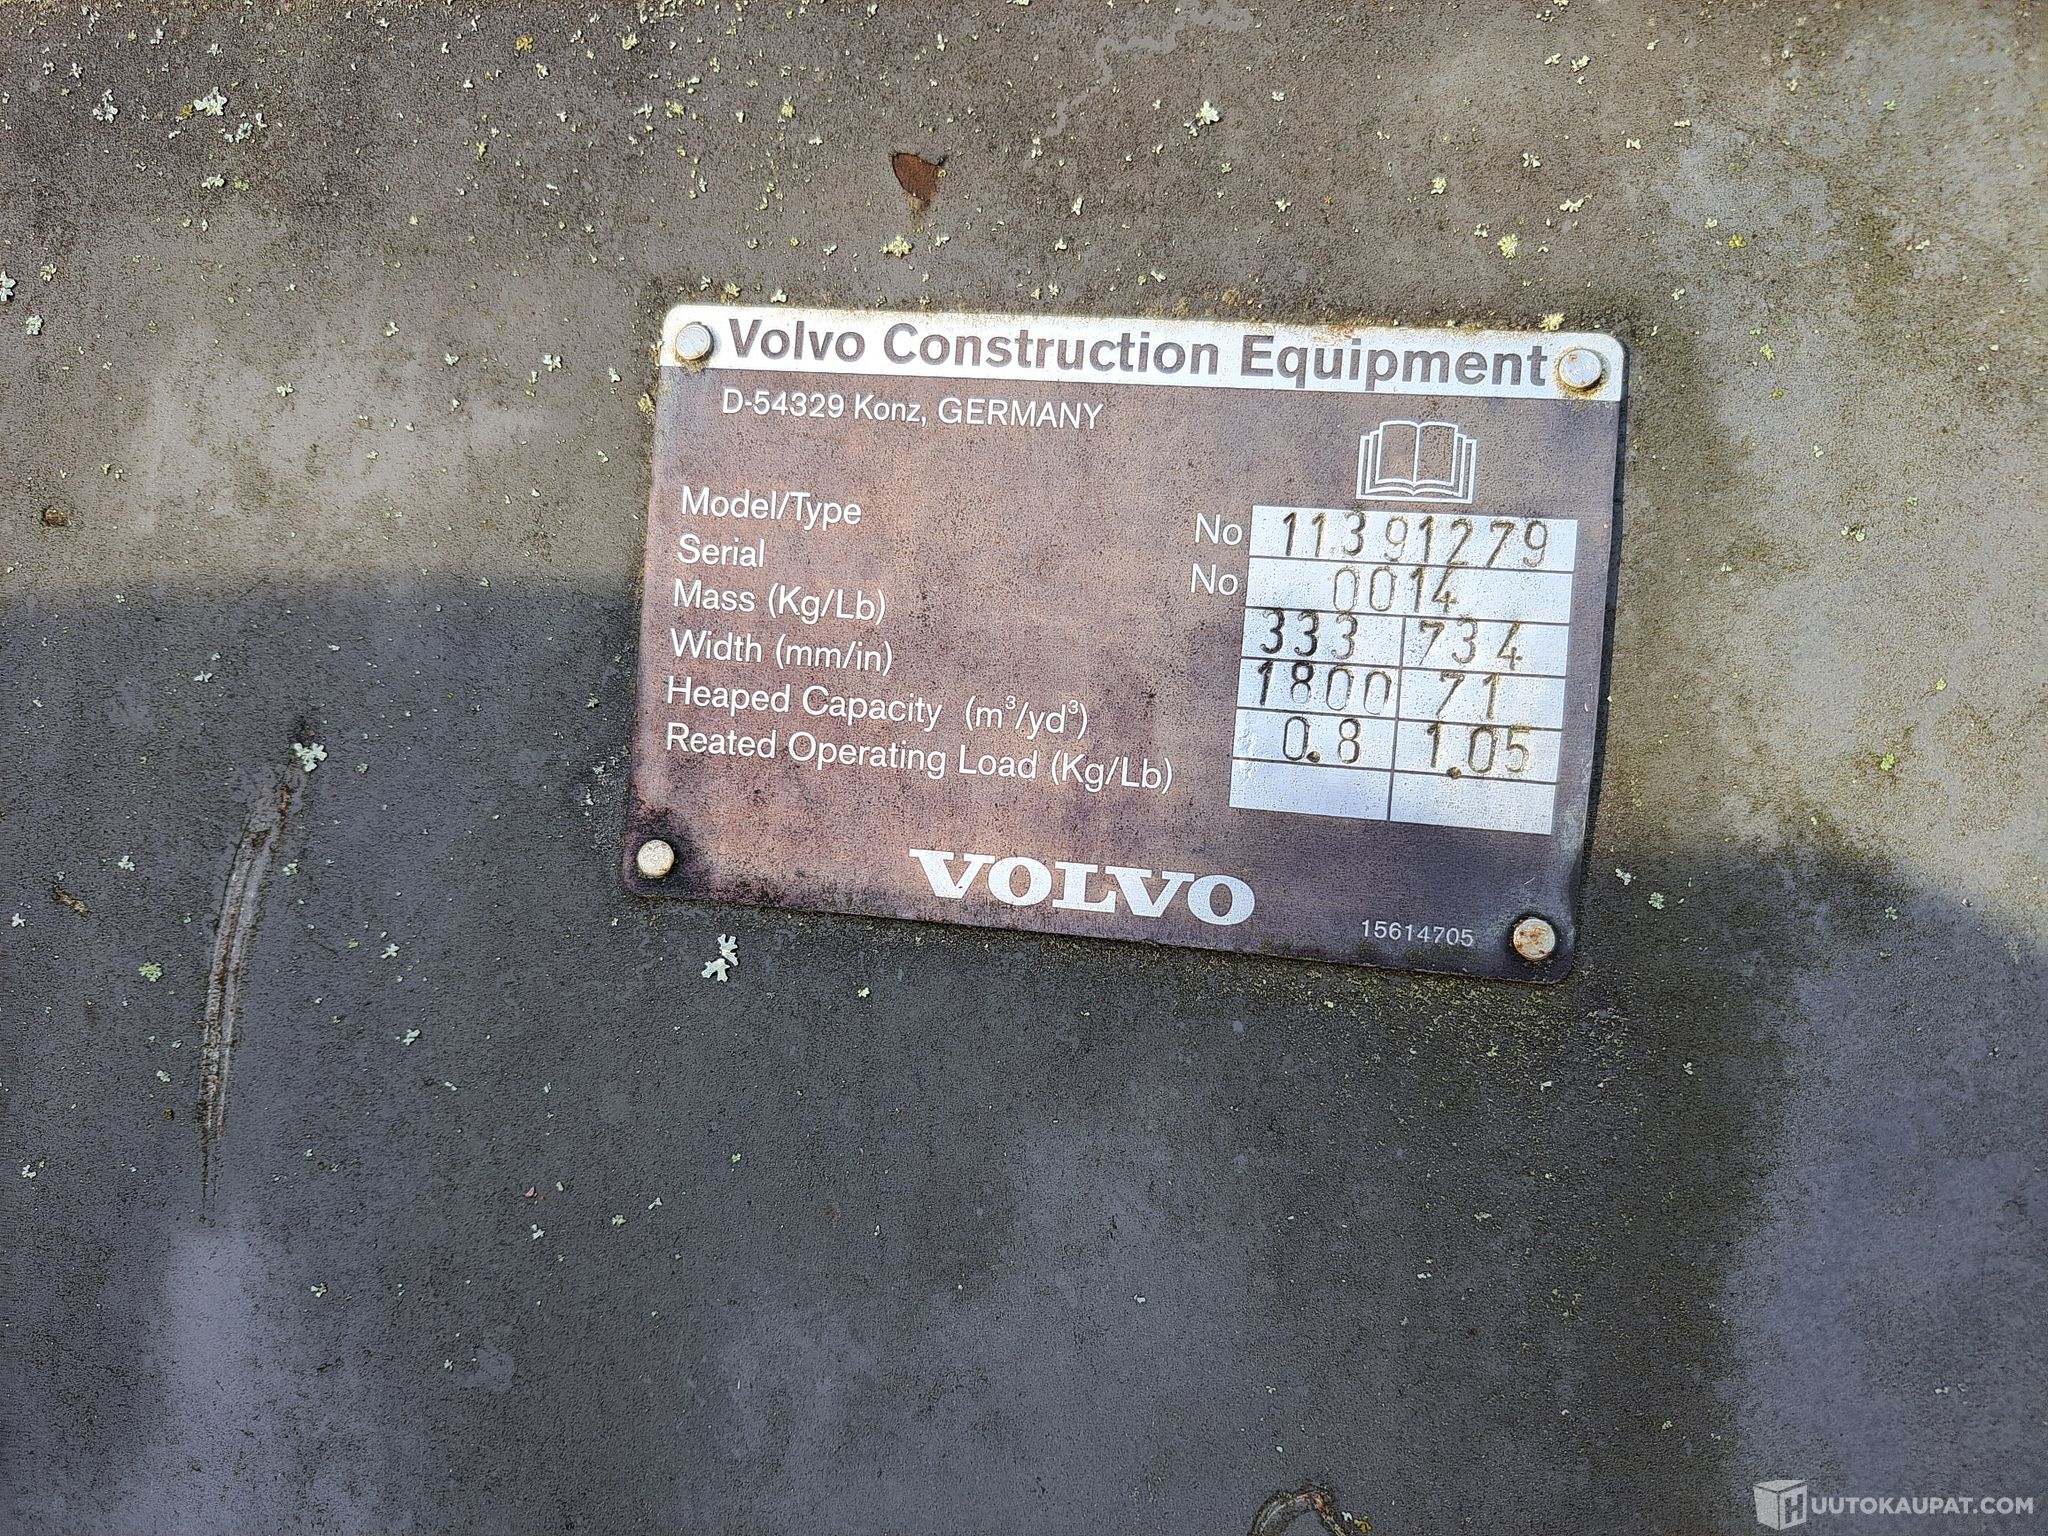 Volvo Construction Equipment
D-54329 Konz, GERMANY
Model/Type No 11391279
Serial No 0014
Mass (Kg/Lb) 333 734
Width (mm/in) 1800 71
Heaped Capacity (m³/yd³) 0.8 1.05
Reated Operating Load (Kg/Lb)
VOLVO
15614705
HUUTOKAUPAT.COM